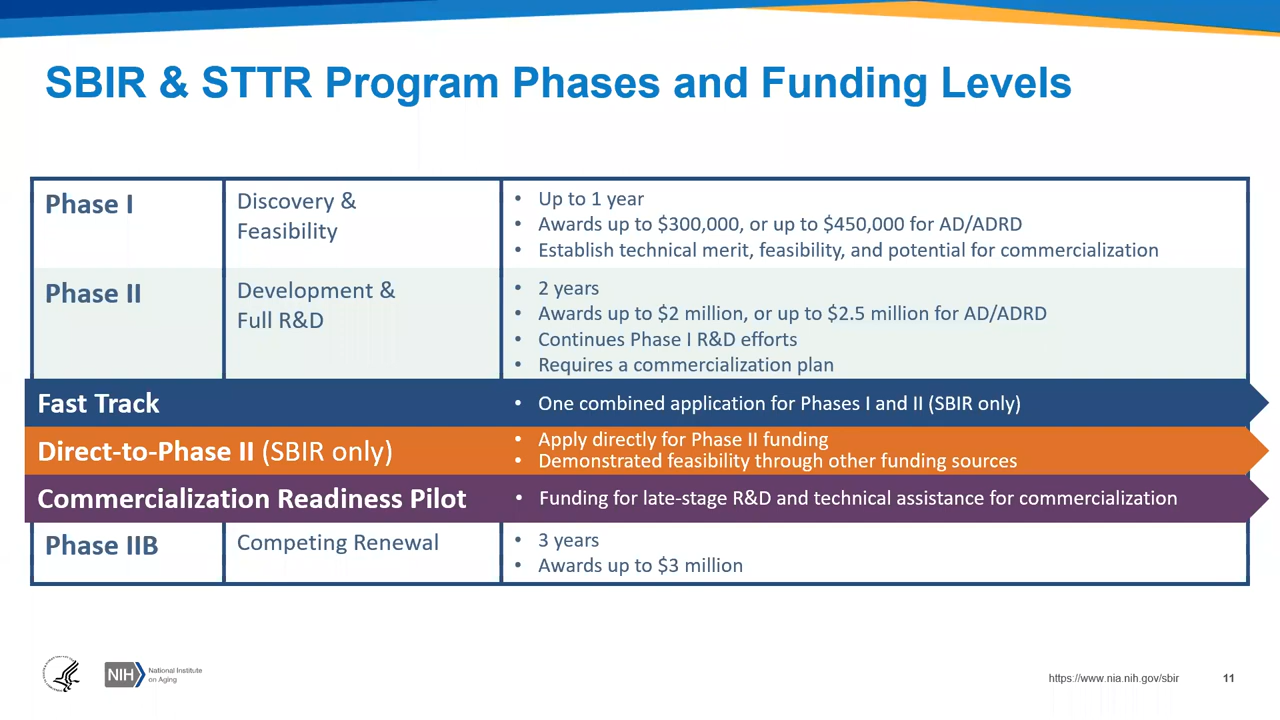 SBIR & STTR Program Phases and Funding Levels
Phase I
Discovery &
Feasibility
• Up to 1 year
• Awards up to $300,000, or up to $450,000 for AD/ADRD
• Establish technical merit, feasibility, and potential for commercialization
Phase II
Development &
Full R&D
• 2 years
• Awards up to $2 million, or up to $2.5 million for AD/ADRD
• Continues Phase I R&D efforts
• Requires a commercialization plan
Fast Track
• One combined application for Phases I and II (SBIR only)
Direct-to-Phase II (SBIR only)
• Apply directly for Phase II funding
• Demonstrated feasibility through other funding sources
Commercialization Readiness Pilot
• Funding for late-stage R&D and technical assistance for commercialization
Phase IIB
Competing Renewal
• 3 years
• Awards up to $3 million
NIH
National Institute
on Aging
https://www.nia.nih.gov/sbir
11